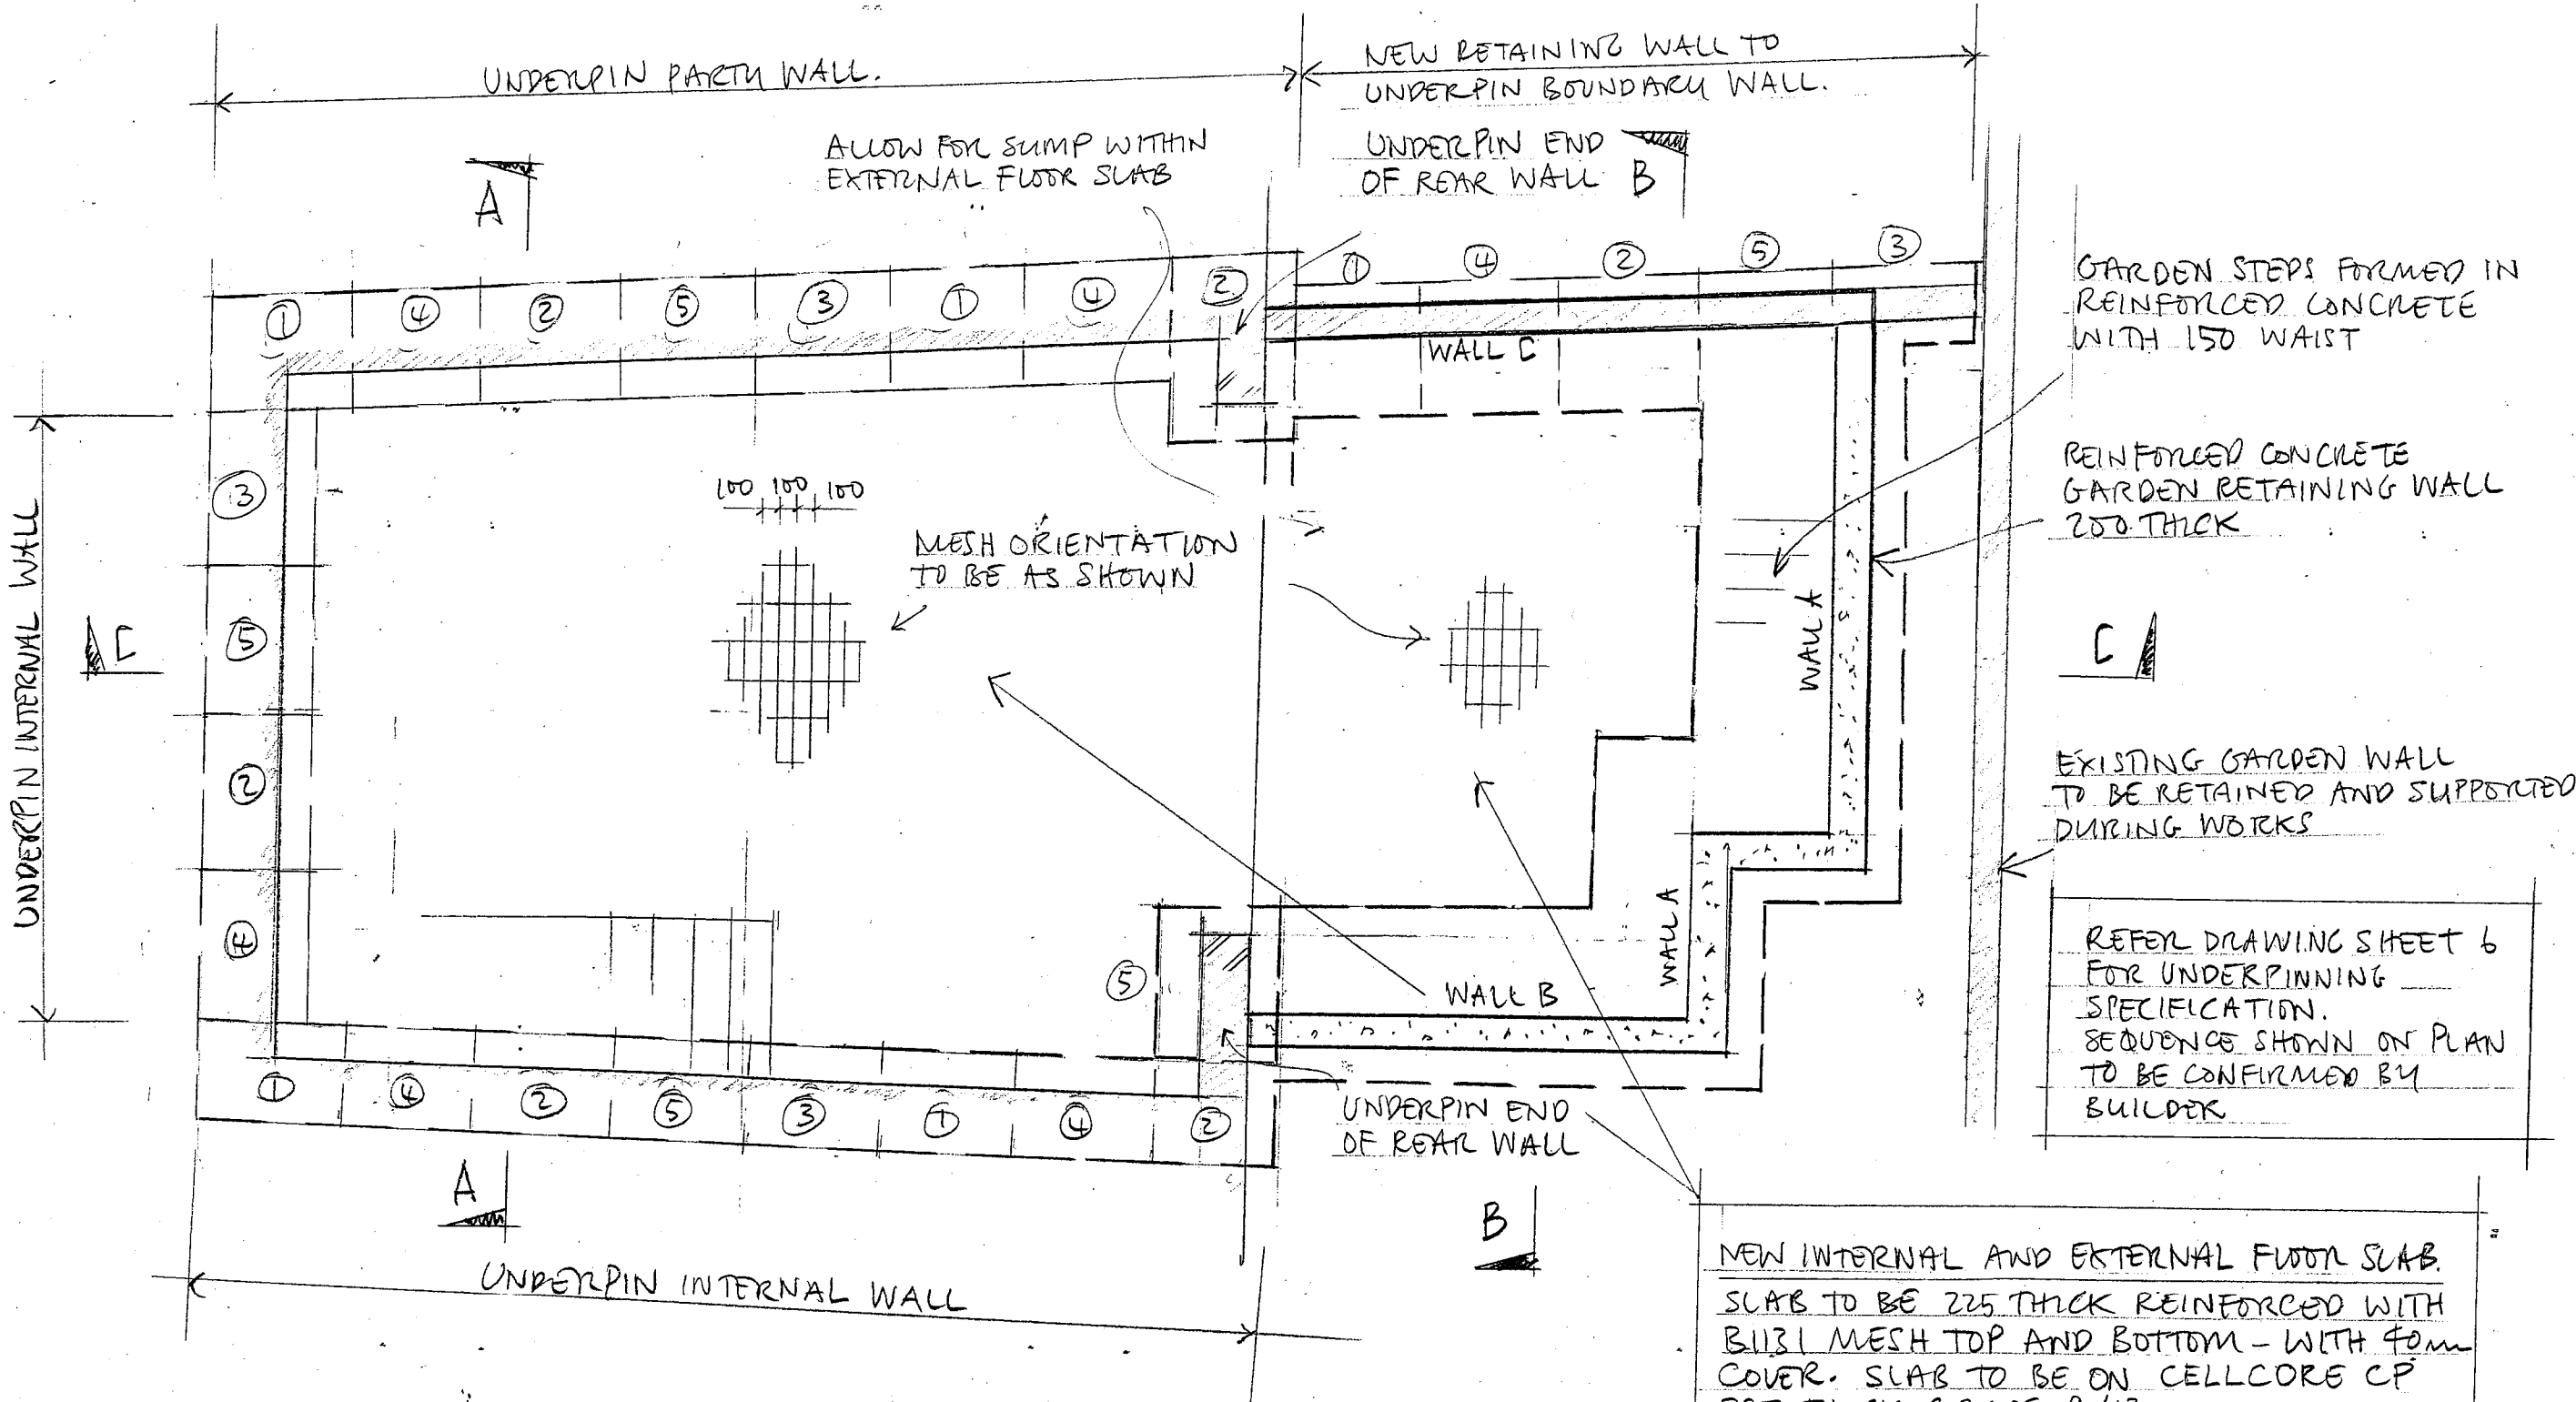 UNDERPIN PARTY WALL.
NEW RETAINING WALL TO
UNDERPIN BOUNDARY WALL.
ALLOW FOR SUMP WITHIN
EXTERNAL FLOOR SLAB
UNDERPIN END
OF REAR WALL
A
B
1 4 2 5 3 1 4 2
1 4 2 5 3
GARDEN STEPS FORMED IN
REINFORCED CONCRETE
WITH 150 WAIST
WALL C
REINFORCED CONCRETE
GARDEN RETAINING WALL
200 THICK
UNDERPIN INTERNAL WALL
3
5
2
4
100 100 100
MESH ORIENTATION
TO BE AS SHOWN
WALL A
C
C
EXISTING GARDEN WALL
TO BE RETAINED AND SUPPORTED
DURING WORKS
WALL A
5
WALL B
REFER DRAWING SHEET 6
FOR UNDERPINNING
SPECIFICATION.
SEQUENCE SHOWN ON PLAN
TO BE CONFIRMED BY
BUILDER
1 4 2 5 3 1 4 2
UNDERPIN END
OF REAR WALL
A
B
UNDERPIN INTERNAL WALL
NEW INTERNAL AND EXTERNAL FLOOR SLAB.
SLAB TO BE 225 THICK REINFORCED WITH
B1131 MESH TOP AND BOTTOM - WITH 40mm
COVER. SLAB TO BE ON CELLCORE CP